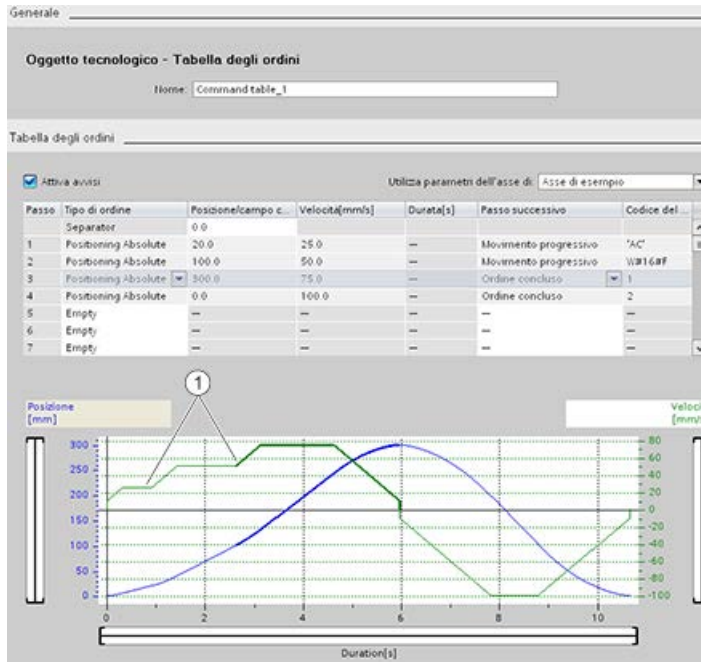 Generale
Oggetto tecnologico - Tabella degli ordini
Nome: Command table_1
Tabella degli ordini
Attiva avvisi Utilizza parametri dell'asse di: Asse di esempio
Passo Tipo di ordine Posizione/campo c... Velocità[mm/s] Durata[s] Passo successivo Codice del ...
Separator 0.0
1 Positioning Absolute 20.0 25.0 — Movimento progressivo 'AC'
2 Positioning Absolute 100.0 50.0 — Movimento progressivo W#16#F
3 Positioning Absolute 300.0 75.0 — Ordine concluso 1
4 Positioning Absolute 0.0 100.0 — Ordine concluso 2
5 Empty — — — —
6 Empty — — — —
7 Empty — — — —
1
Posizione
[mm]
Veloci
[mm/s
300
250
200
150
100
50
0
80
60
40
20
0
-20
-40
-60
-80
-100
0 2 4 6 8 10
Duration[s]